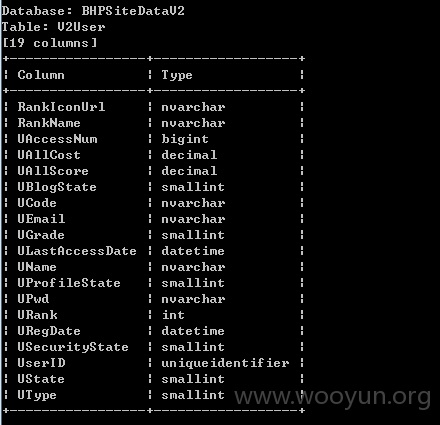 Database: BHPSiteDataV2
Table: V2User
[19 columns]
+-----------------+------------------+
| Column | Type |
+-----------------+------------------+
| RankIconUrl | nvarchar |
| RankName | nvarchar |
| UAccessNum | bigint |
| UAllCost | decimal |
| UAllScore | decimal |
| UBlogState | smallint |
| UCode | nvarchar |
| UEmail | nvarchar |
| UGrade | smallint |
| ULastAccessDate | datetime |
| UName | nvarchar |
| UProfileState | smallint |
| UPwd | nvarchar |
| URank | int |
| URegDate | datetime |
| USecurityState | smallint |
| UserID | uniqueidentifier |
| UState | smallint |
| UType | smallint |
+-----------------+------------------+
www.wooyun.org